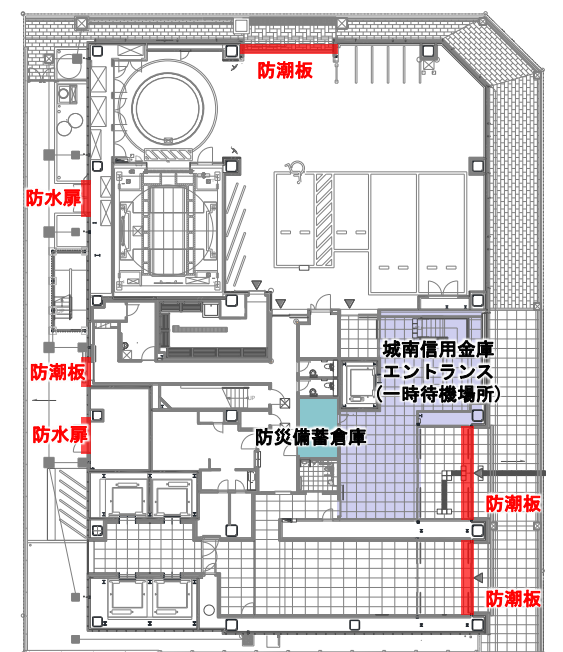 防潮板
防水扉
城南信用金庫
エントランス
(一時待機場所)
防潮板
防水扉
防災備蓄倉庫
防潮板
防潮板